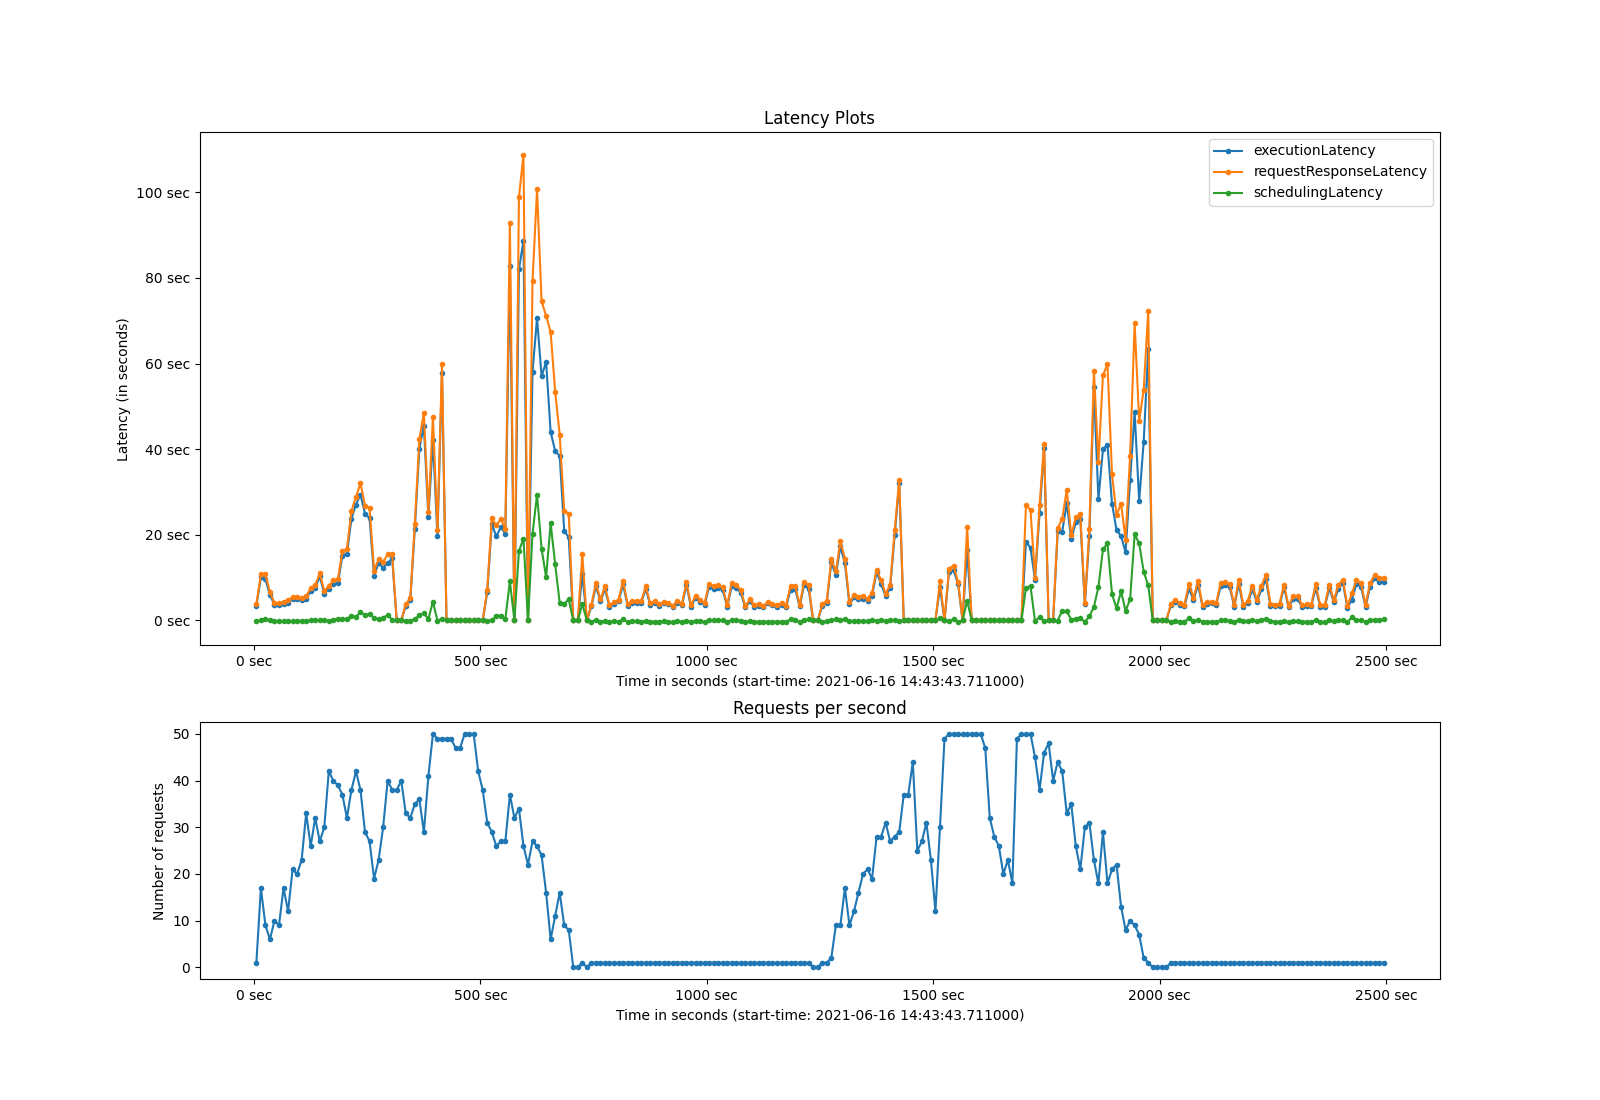 Latency Plots
executionLatency
requestResponseLatency
schedulingLatency
100 sec
80 sec
60 sec
40 sec
20 sec
0 sec
Latency (in seconds)
0 sec 500 sec 1000 sec 1500 sec 2000 sec 2500 sec
Time in seconds (start-time: 2021-06-16 14:43:43.711000)
Requests per second
50
40
30
20
10
0
Number of requests
0 sec 500 sec 1000 sec 1500 sec 2000 sec 2500 sec
Time in seconds (start-time: 2021-06-16 14:43:43.711000)